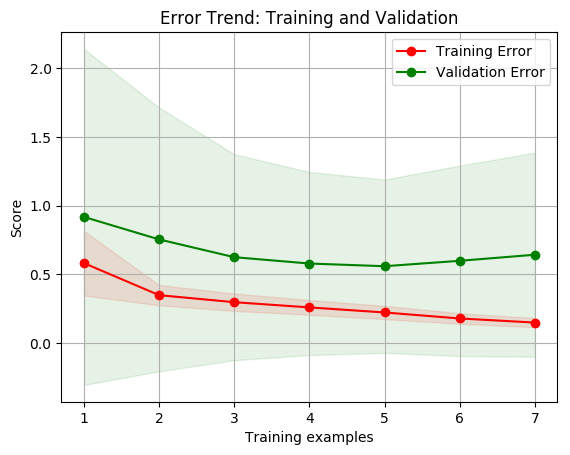 Error Trend: Training and Validation
Training Error
Validation Error
Score
2.0
1.5
1.0
0.5
0.0
1 2 3 4 5 6 7
Training examples